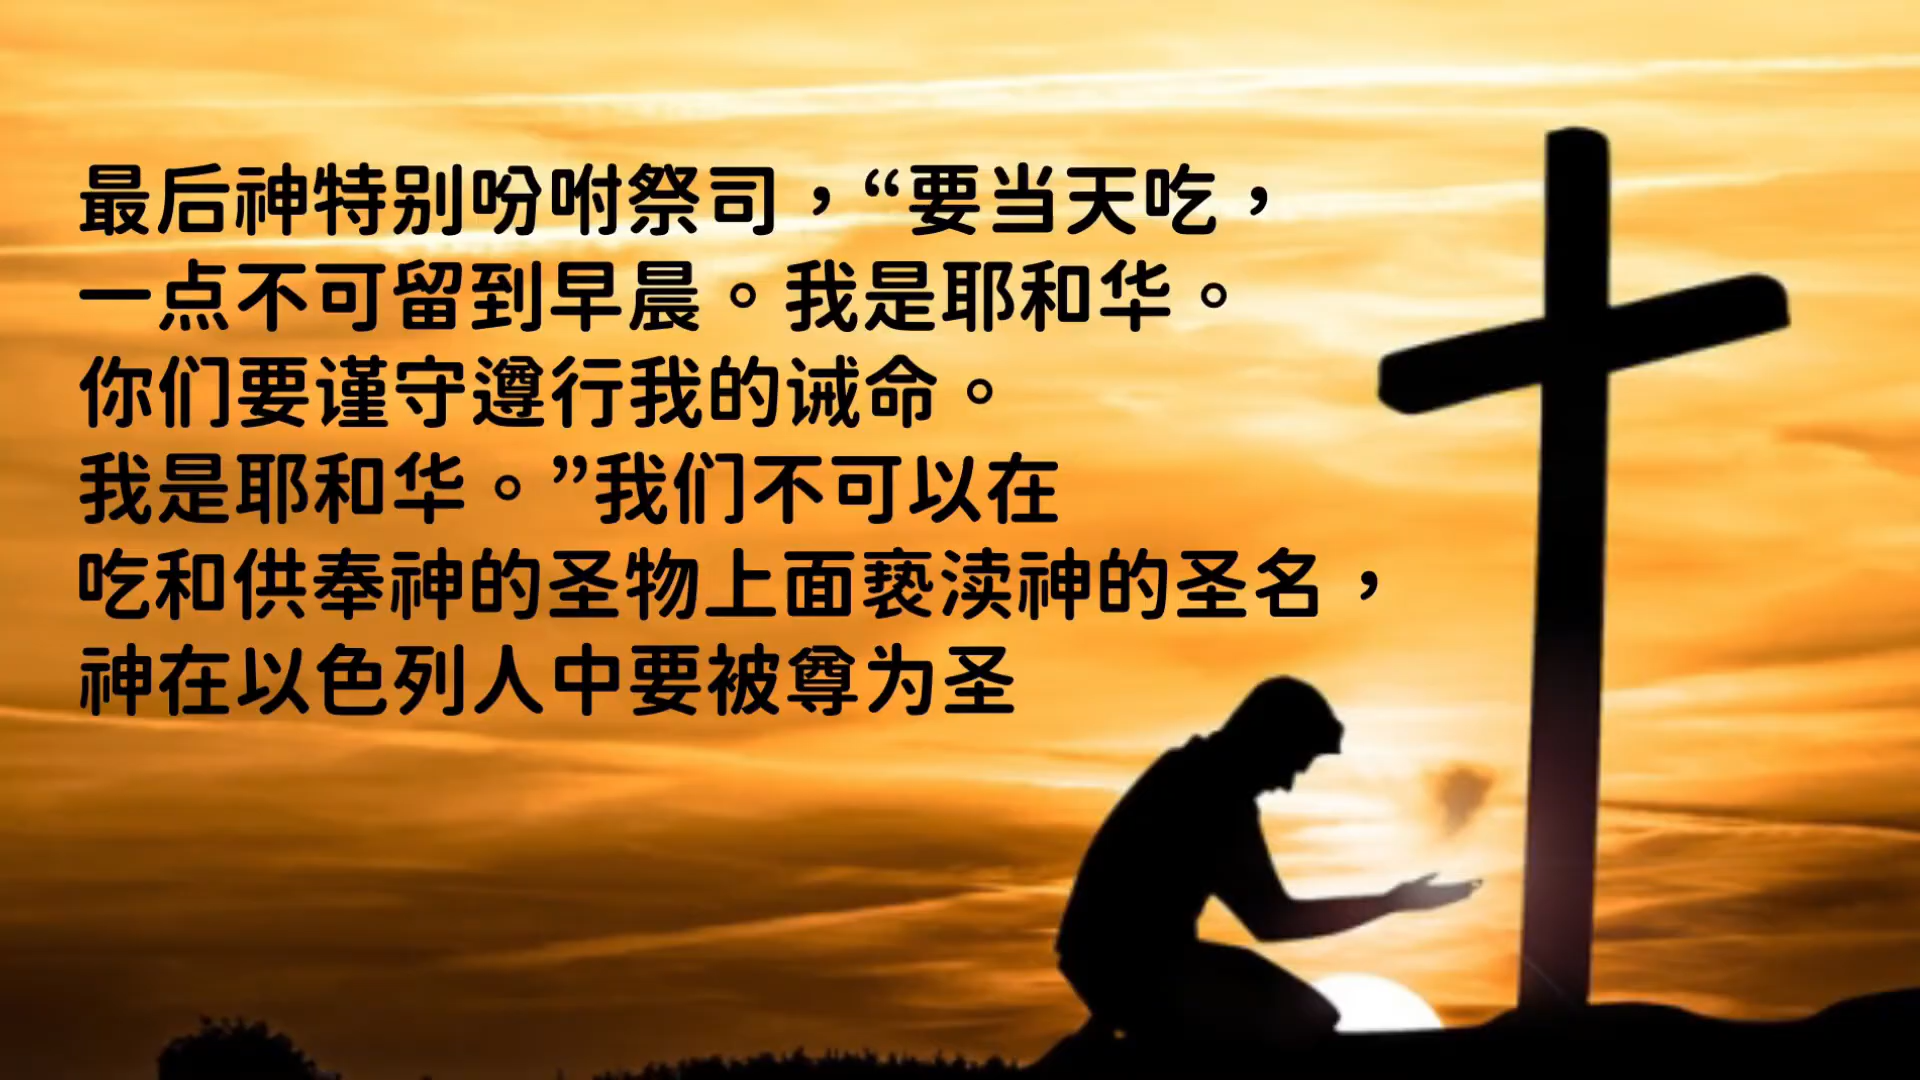 最后神特别吩咐祭司，“要当天吃，
一点不可留到早晨。我是耶和华。
你们要谨守遵行我的诫命。
我是耶和华。”我们不可以在
吃和供奉神的圣物上面亵渎神的圣名，
神在以色列人中要被尊为圣